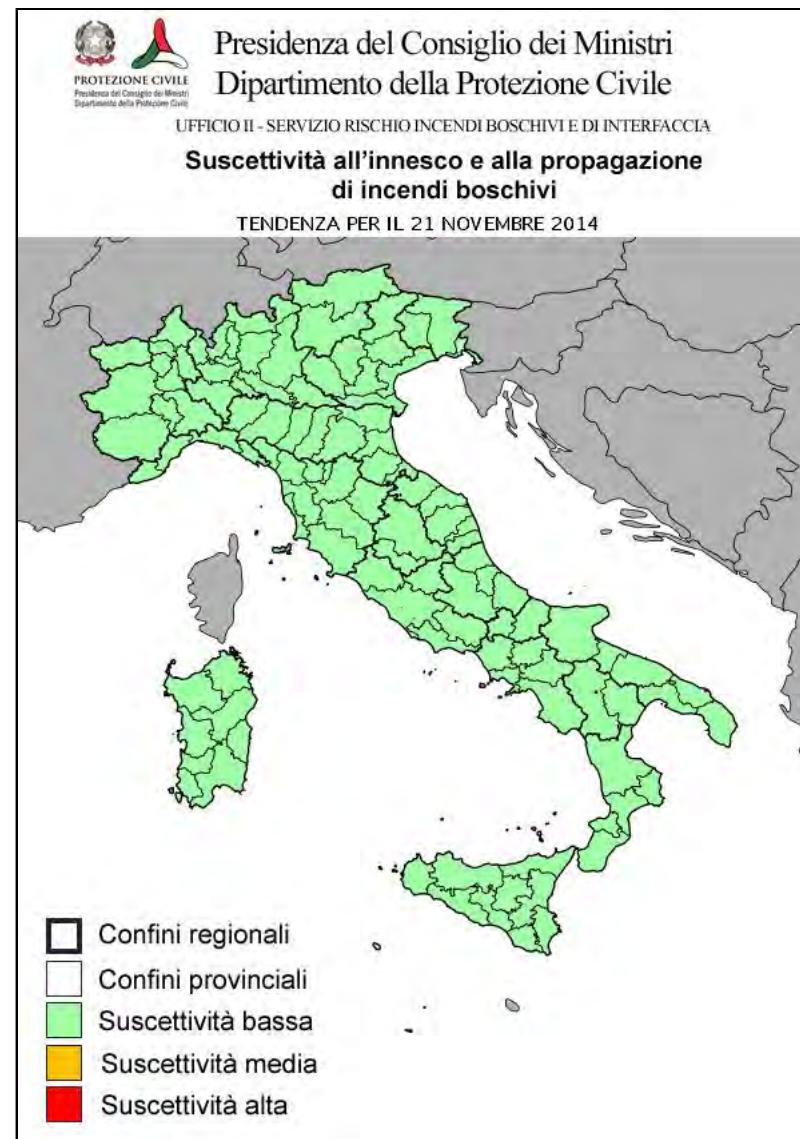 PROTEZIONE CIVILE
Presidenza del Consiglio dei Ministri
Dipartimento della Protezione Civile
Presidenza del Consiglio dei Ministri
Dipartimento della Protezione Civile
UFFICIO II - SERVIZIO RISCHIO INCENDI BOSCHIVI E DI INTERFACCIA
Suscettività all'innesco e alla propagazione
di incendi boschivi
TENDENZA PER IL 21 NOVEMBRE 2014
Confini regionali
Confini provinciali
Suscettività bassa
Suscettività media
Suscettività alta